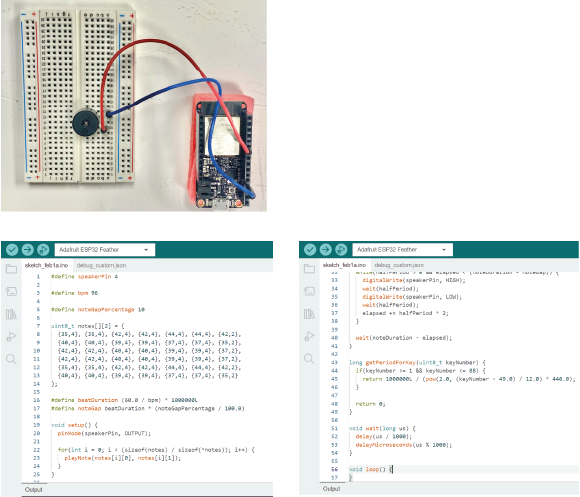 Adafruit ESP32 Feather
sketch_feb1a.ino debug_custom.json
1 #define speakerPin 4
2
3 #define bpm 96
4
5 #define noteGapPercentage 10
6
7 uint8_t notes[][2] = {
8 {35,4}, {35,4}, {42,4}, {42,4}, {44,4}, {44,4}, {42,2},
9 {40,4}, {40,4}, {39,4}, {39,4}, {37,4}, {37,4}, {35,2},
10 {42,4}, {42,4}, {40,4}, {40,4}, {39,4}, {39,4}, {37,2},
11 {42,4}, {42,4}, {40,4}, {40,4}, {39,4}, {39,4}, {37,2},
12 {35,4}, {35,4}, {42,4}, {42,4}, {44,4}, {44,4}, {42,2},
13 {40,4}, {40,4}, {39,4}, {39,4}, {37,4}, {37,4}, {35,2}
14 };
15
16 #define beatDuration (60.0 / bpm) * 1000000L
17 #define noteGap beatDuration * (noteGapPercentage / 100.0)
18
19 void setup() {
20 pinMode(speakerPin, OUTPUT);
21
22 for(int i = 0; i < (sizeof(notes) / sizeof(*notes)); i++) {
23 playNote(notes[i][0], notes[i][1]);
24 }
25 }
Output
Adafruit ESP32 Feather
sketch_feb1a.ino debug_custom.json
33 digitalWrite(speakerPin, HIGH);
34 wait(halfPeriod);
35 digitalWrite(speakerPin, LOW);
36 wait(halfPeriod);
37 elapsed += halfPeriod * 2;
38 }
39
40 wait(noteDuration - elapsed);
41 }
42
43 long getPeriodForKey(uint8_t keyNumber) {
44 if(keyNumber >= 1 && keyNumber <= 88) {
45 return 1000000L / (pow(2.0, (keyNumber - 49.0) / 12.0) * 440.0);
46 }
47
48 return 0;
49 }
50
51 void wait(long us) {
52 delay(us / 1000);
53 delayMicroseconds(us % 1000);
54 }
55
56 void loop() {
57 }
Output